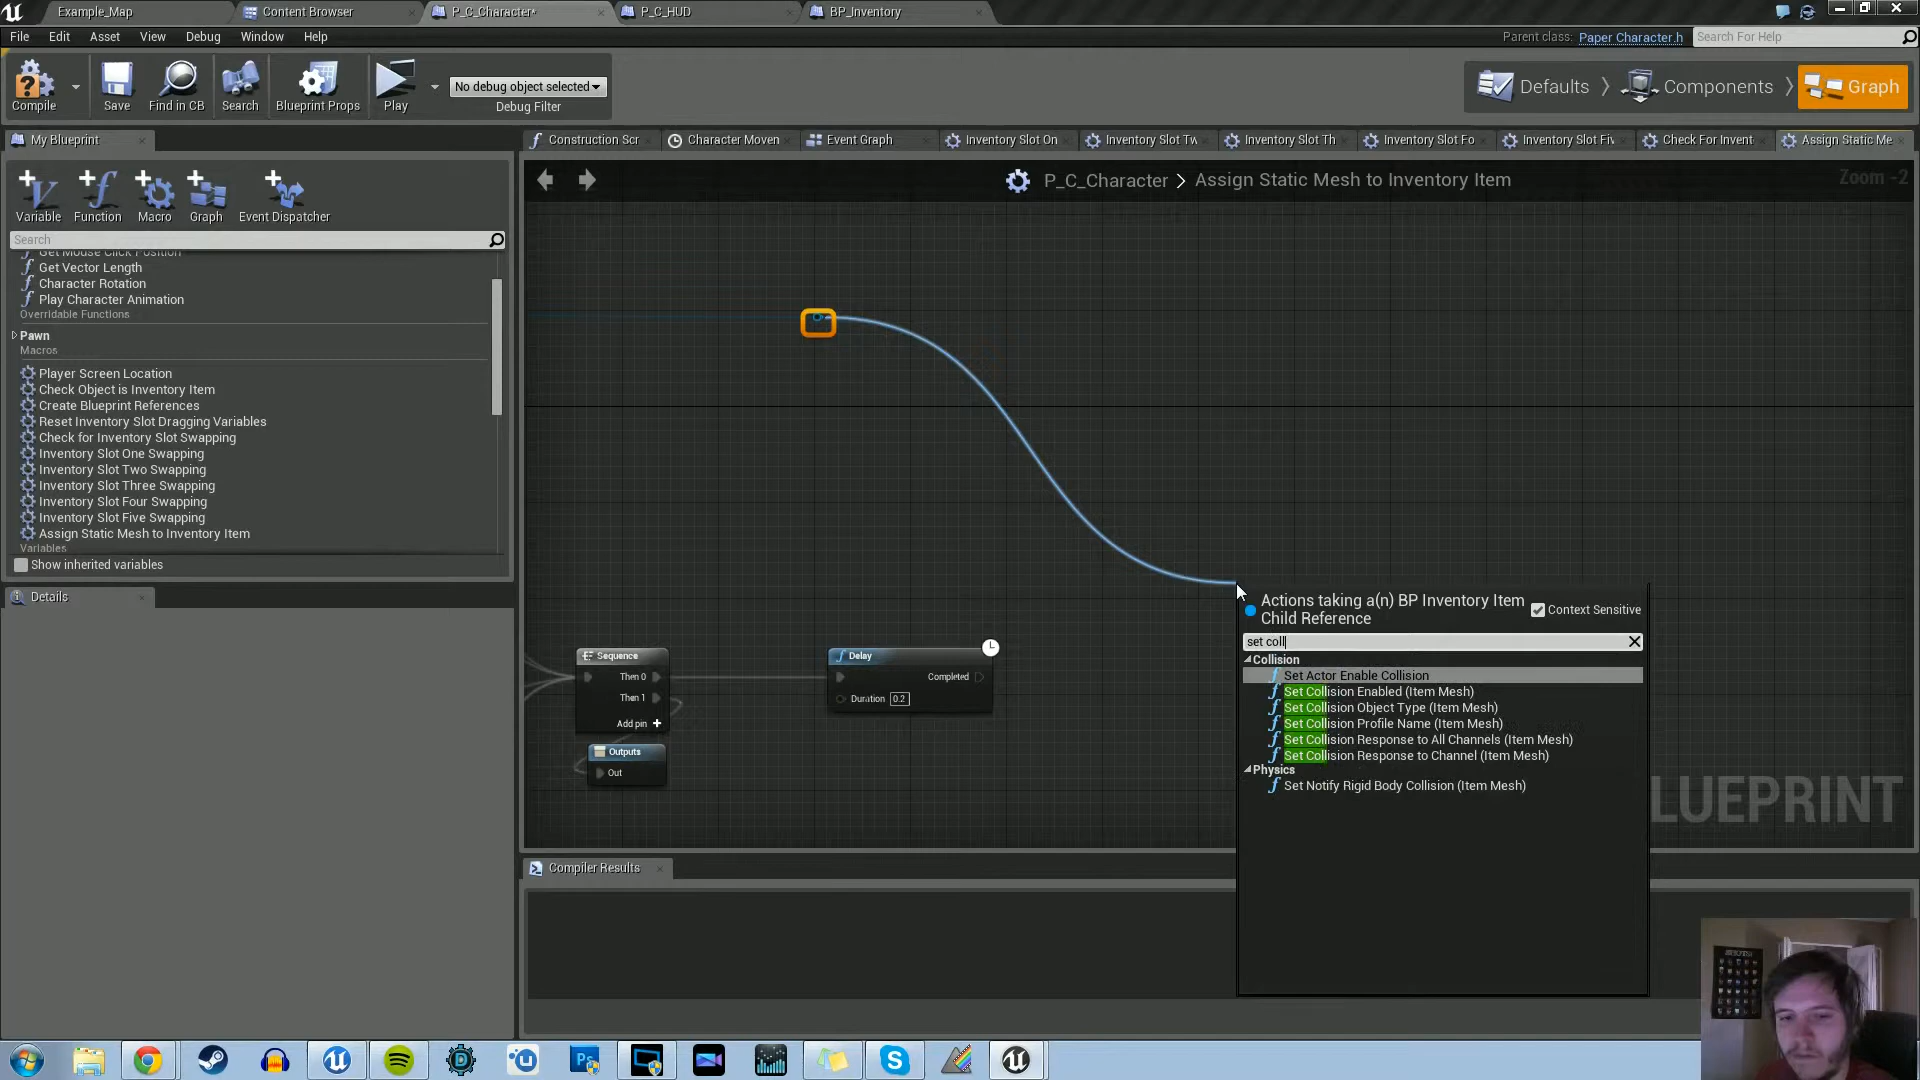 Example_Map
Content Browser
P_C_Character*
P_C_HUD
BP_Inventory
File Edit Asset View Debug Window Help
Parent class: Paper Character.h
Search For Help
Compile
Save
Find in CB
Search
Blueprint Props
Play
No debug object selected
Debug Filter
Defaults
Components
Graph
My Blueprint
Construction Scr
Character Moven
Event Graph
Inventory Slot On
Inventory Slot Tw
Inventory Slot Th
Inventory Slot Fo
Inventory Slot Fiv
Check For Invent
Assign Static Me
P_C_Character > Assign Static Mesh to Inventory Item
Zoom -2
Variable
Function
Macro
Graph
Event Dispatcher
Search
Get Mouse Click Position
Get Vector Length
Character Rotation
Play Character Animation
Overridable Functions
Pawn
Macros
Player Screen Location
Check Object is Inventory Item
Create Blueprint References
Reset Inventory Slot Dragging Variables
Check for Inventory Slot Swapping
Inventory Slot One Swapping
Inventory Slot Two Swapping
Inventory Slot Three Swapping
Inventory Slot Four Swapping
Inventory Slot Five Swapping
Assign Static Mesh to Inventory Item
Variables
Show inherited variables
Details
Sequence
Then 0
Then 1
Add pin +
Outputs
Out
Delay
Completed
Duration 0.2
Actions taking a(n) BP Inventory Item
Child Reference
Context Sensitive
set coll
Collision
Set Actor Enable Collision
Set Collision Enabled (Item Mesh)
Set Collision Object Type (Item Mesh)
Set Collision Profile Name (Item Mesh)
Set Collision Response to All Channels (Item Mesh)
Set Collision Response to Channel (Item Mesh)
Physics
Set Notify Rigid Body Collision (Item Mesh)
LUEPRINT
Compiler Results